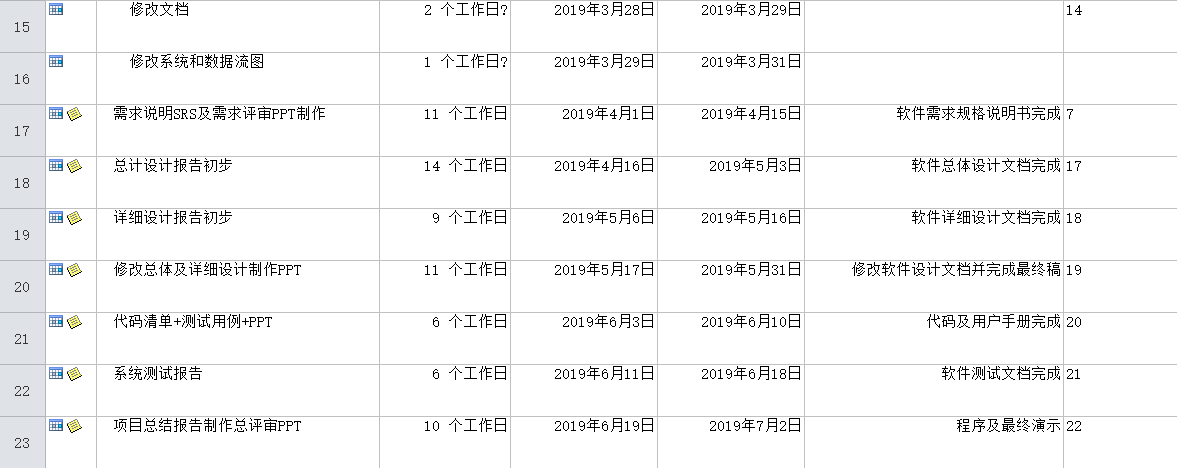 15 修改文档 2 个工作日? 2019年3月28日 2019年3月29日 14
16 修改系统和数据流图 1 个工作日? 2019年3月29日 2019年3月31日
17 需求说明SRS及需求评审PPT制作 11 个工作日 2019年4月1日 2019年4月15日 软件需求规格说明书完成 7
18 总计设计报告初步 14 个工作日 2019年4月16日 2019年5月3日 软件总体设计文档完成 17
19 详细设计报告初步 9 个工作日 2019年5月6日 2019年5月16日 软件详细设计文档完成 18
20 修改总体及详细设计制作PPT 11 个工作日 2019年5月17日 2019年5月31日 修改软件设计文档并完成最终稿 19
21 代码清单+测试用例+PPT 6 个工作日 2019年6月3日 2019年6月10日 代码及用户手册完成 20
22 系统测试报告 6 个工作日 2019年6月11日 2019年6月18日 软件测试文档完成 21
23 项目总结报告制作总评审PPT 10 个工作日 2019年6月19日 2019年7月2日 程序及最终演示 22